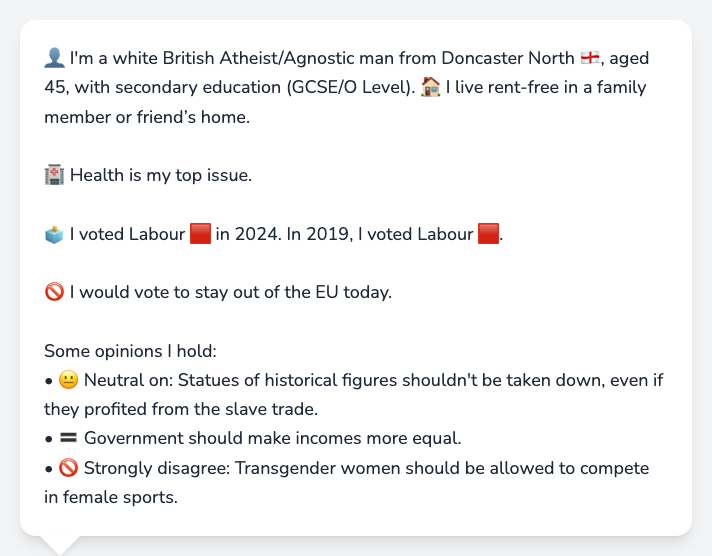 👤 I'm a white British Atheist/Agnostic man from Doncaster North 🏴󠁧󠁢󠁥󠁮󠁧󠁿, aged
45, with secondary education (GCSE/O Level). 🏠 I live rent-free in a family
member or friend’s home.
🏥 Health is my top issue.
🗳️ I voted Labour 🟥 in 2024. In 2019, I voted Labour 🟥.
🚫 I would vote to stay out of the EU today.
Some opinions I hold:
• 😐 Neutral on: Statues of historical figures shouldn't be taken down, even if
they profited from the slave trade.
• 🟰 Government should make incomes more equal.
• 🚫 Strongly disagree: Transgender women should be allowed to compete
in female sports.